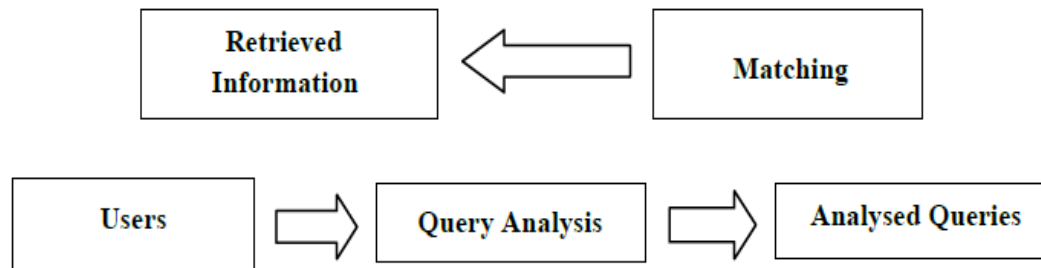 Retrieved
Information
Matching
Users
Query Analysis
Analysed Queries